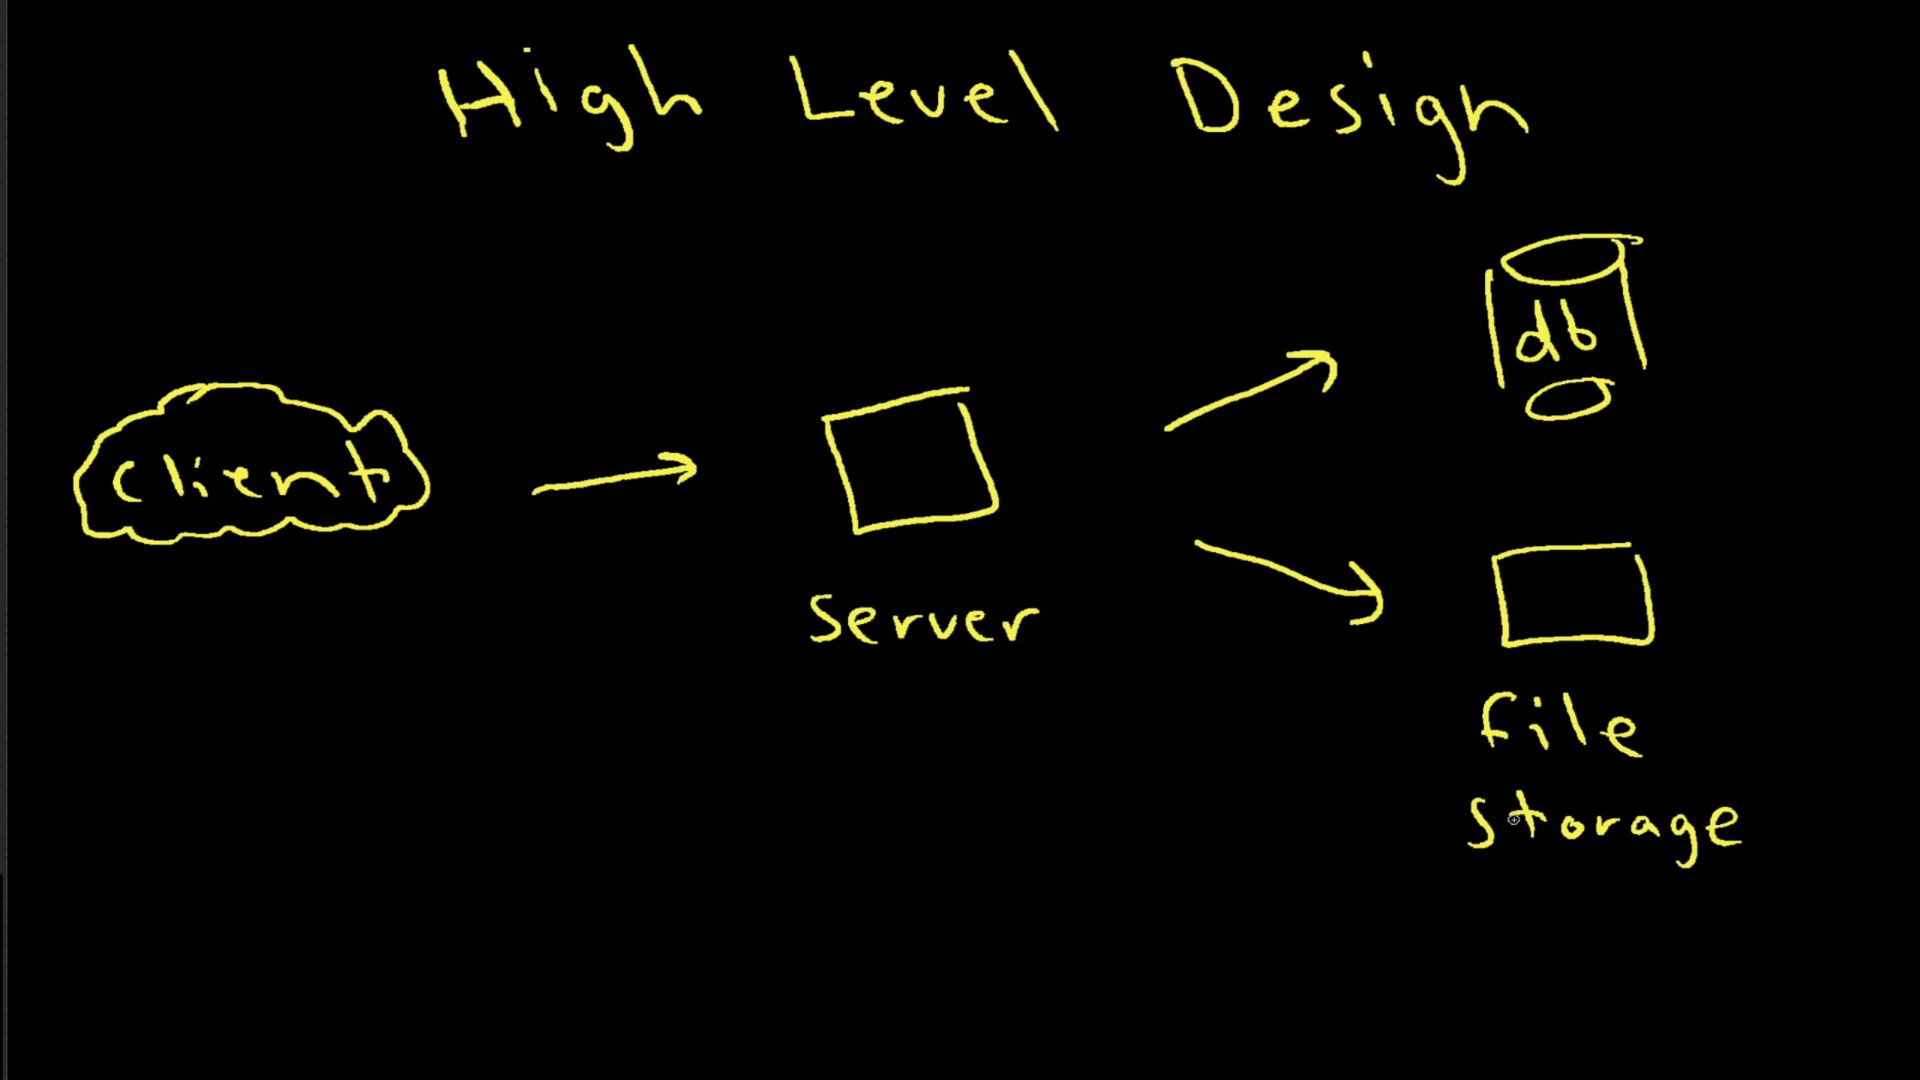 High Level Design
db
client
server
file
storage